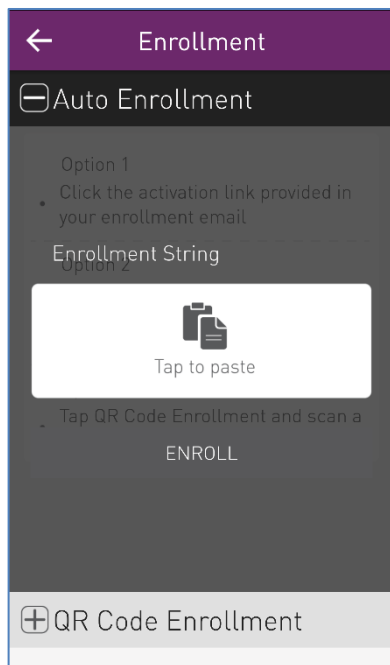 Enrollment
Auto Enrollment
Option 1
Click the activation link provided in
your enrollment email
Enrollment String
Option 2
Tap to paste
Tap QR Code Enrollment and scan a
ENROLL
QR Code Enrollment